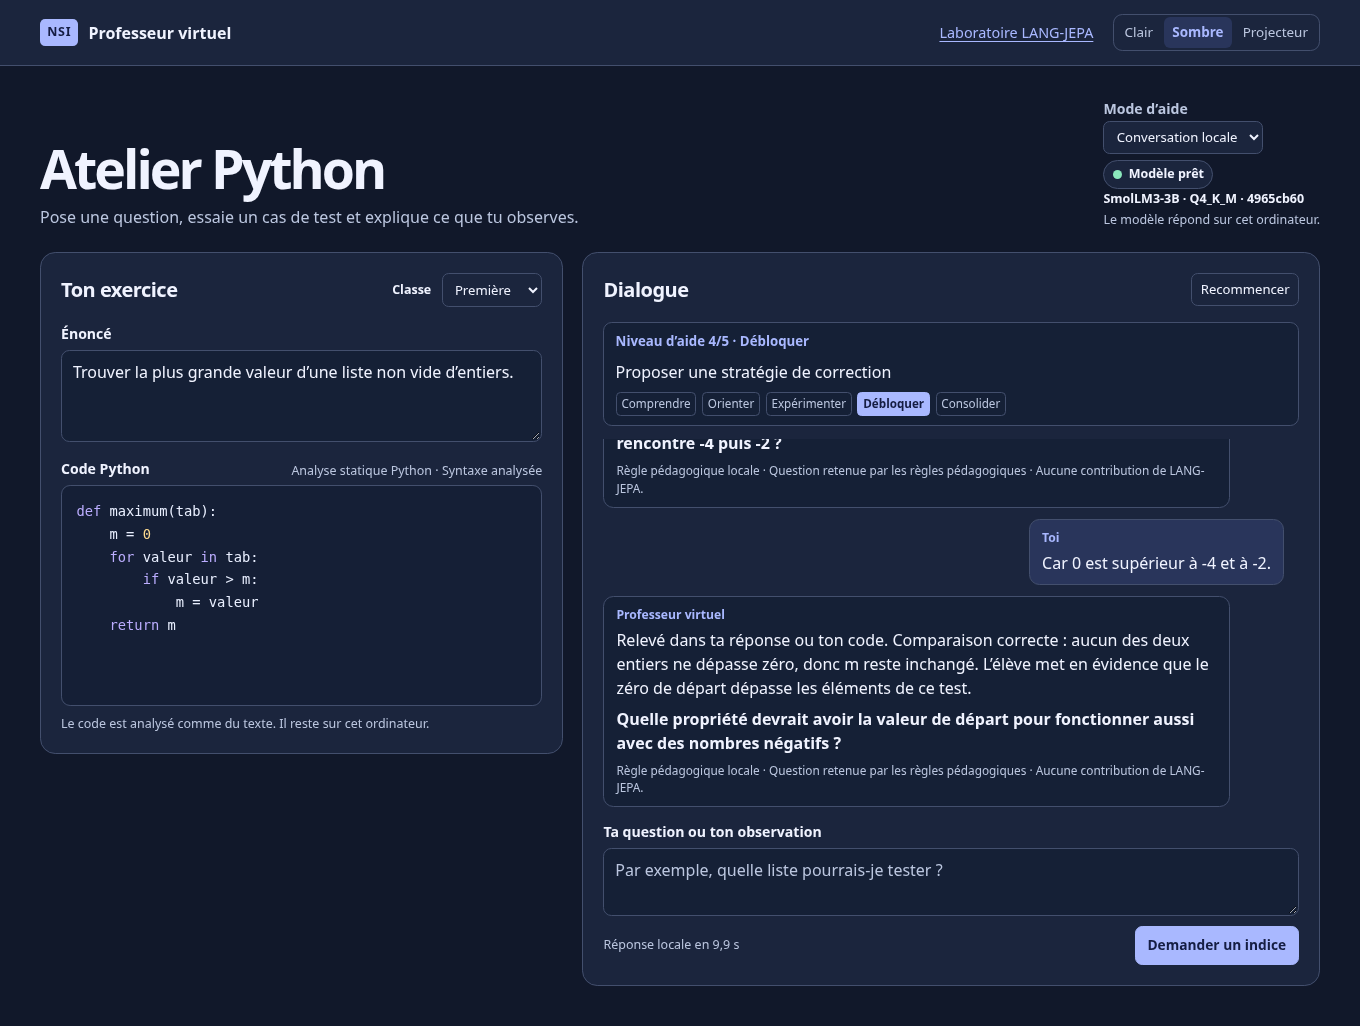 NSI Professeur virtuel
Laboratoire LANG-JEPA
Clair Sombre Projecteur
Atelier Python
Pose une question, essaie un cas de test et explique ce que tu observes.
Mode d’aide
Conversation locale
Modèle prêt
SmolLM3-3B · Q4_K_M · 4965cb60
Le modèle répond sur cet ordinateur.
Ton exercice
Classe Première
Énoncé
Trouver la plus grande valeur d’une liste non vide d’entiers.
Code Python
Analyse statique Python · Syntaxe analysée
def maximum(tab):
    m = 0
    for valeur in tab:
        if valeur > m:
            m = valeur
    return m
Le code est analysé comme du texte. Il reste sur cet ordinateur.
Dialogue
Recommencer
Niveau d’aide 4/5 · Débloquer
Proposer une stratégie de correction
Comprendre Orienter Expérimenter Débloquer Consolider
rencontre -4 puis -2 ?
Règle pédagogique locale · Question retenue par les règles pédagogiques · Aucune contribution de LANG-
JEPA.
Toi
Car 0 est supérieur à -4 et à -2.
Professeur virtuel
Relevé dans ta réponse ou ton code. Comparaison correcte : aucun des deux
entiers ne dépasse zéro, donc m reste inchangé. L’élève met en évidence que le
zéro de départ dépasse les éléments de ce test.
Quelle propriété devrait avoir la valeur de départ pour fonctionner aussi
avec des nombres négatifs ?
Règle pédagogique locale · Question retenue par les règles pédagogiques · Aucune contribution de LANG-
JEPA.
Ta question ou ton observation
Par exemple, quelle liste pourrais-je tester ?
Réponse locale en 9,9 s
Demander un indice